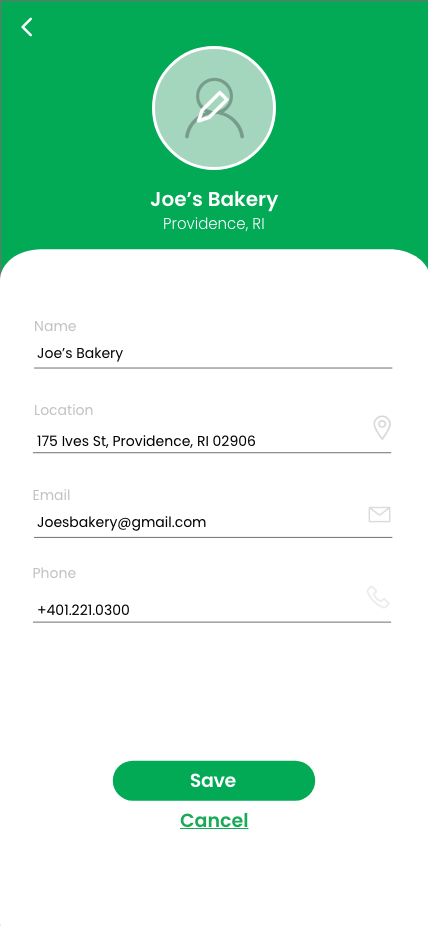 Joe’s Bakery
Providence, RI
Name
Joe’s Bakery
Location
175 Ives St, Providence, RI 02906
Email
Joesbakery@gmail.com
Phone
+401.221.0300
Save
Cancel